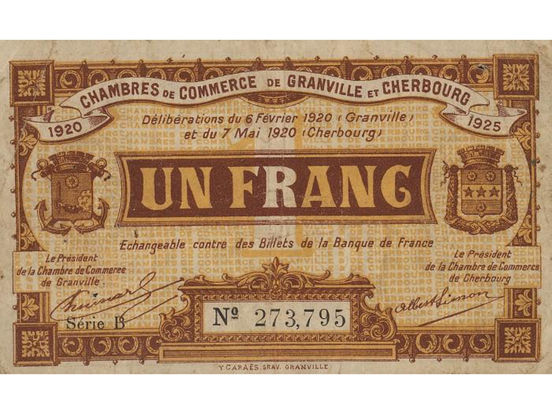 CHAMBRES DE COMMERCE DE GRANVILLE ET CHERBOURG
1920
1925
Délibérations du 6 Février 1920 (Granville)
et du 7 Mai 1920 (Cherbourg)
UN FRANC
Echangeable contre des Billets de la Banque de France
Le Président
de la Chambre de Commerce
de Granville
Le Président
de la Chambre de Commerce
de Cherbourg
Albert Simon
Série B
Nº 273,795
Y. CARAËS GRAV. GRANVILLE